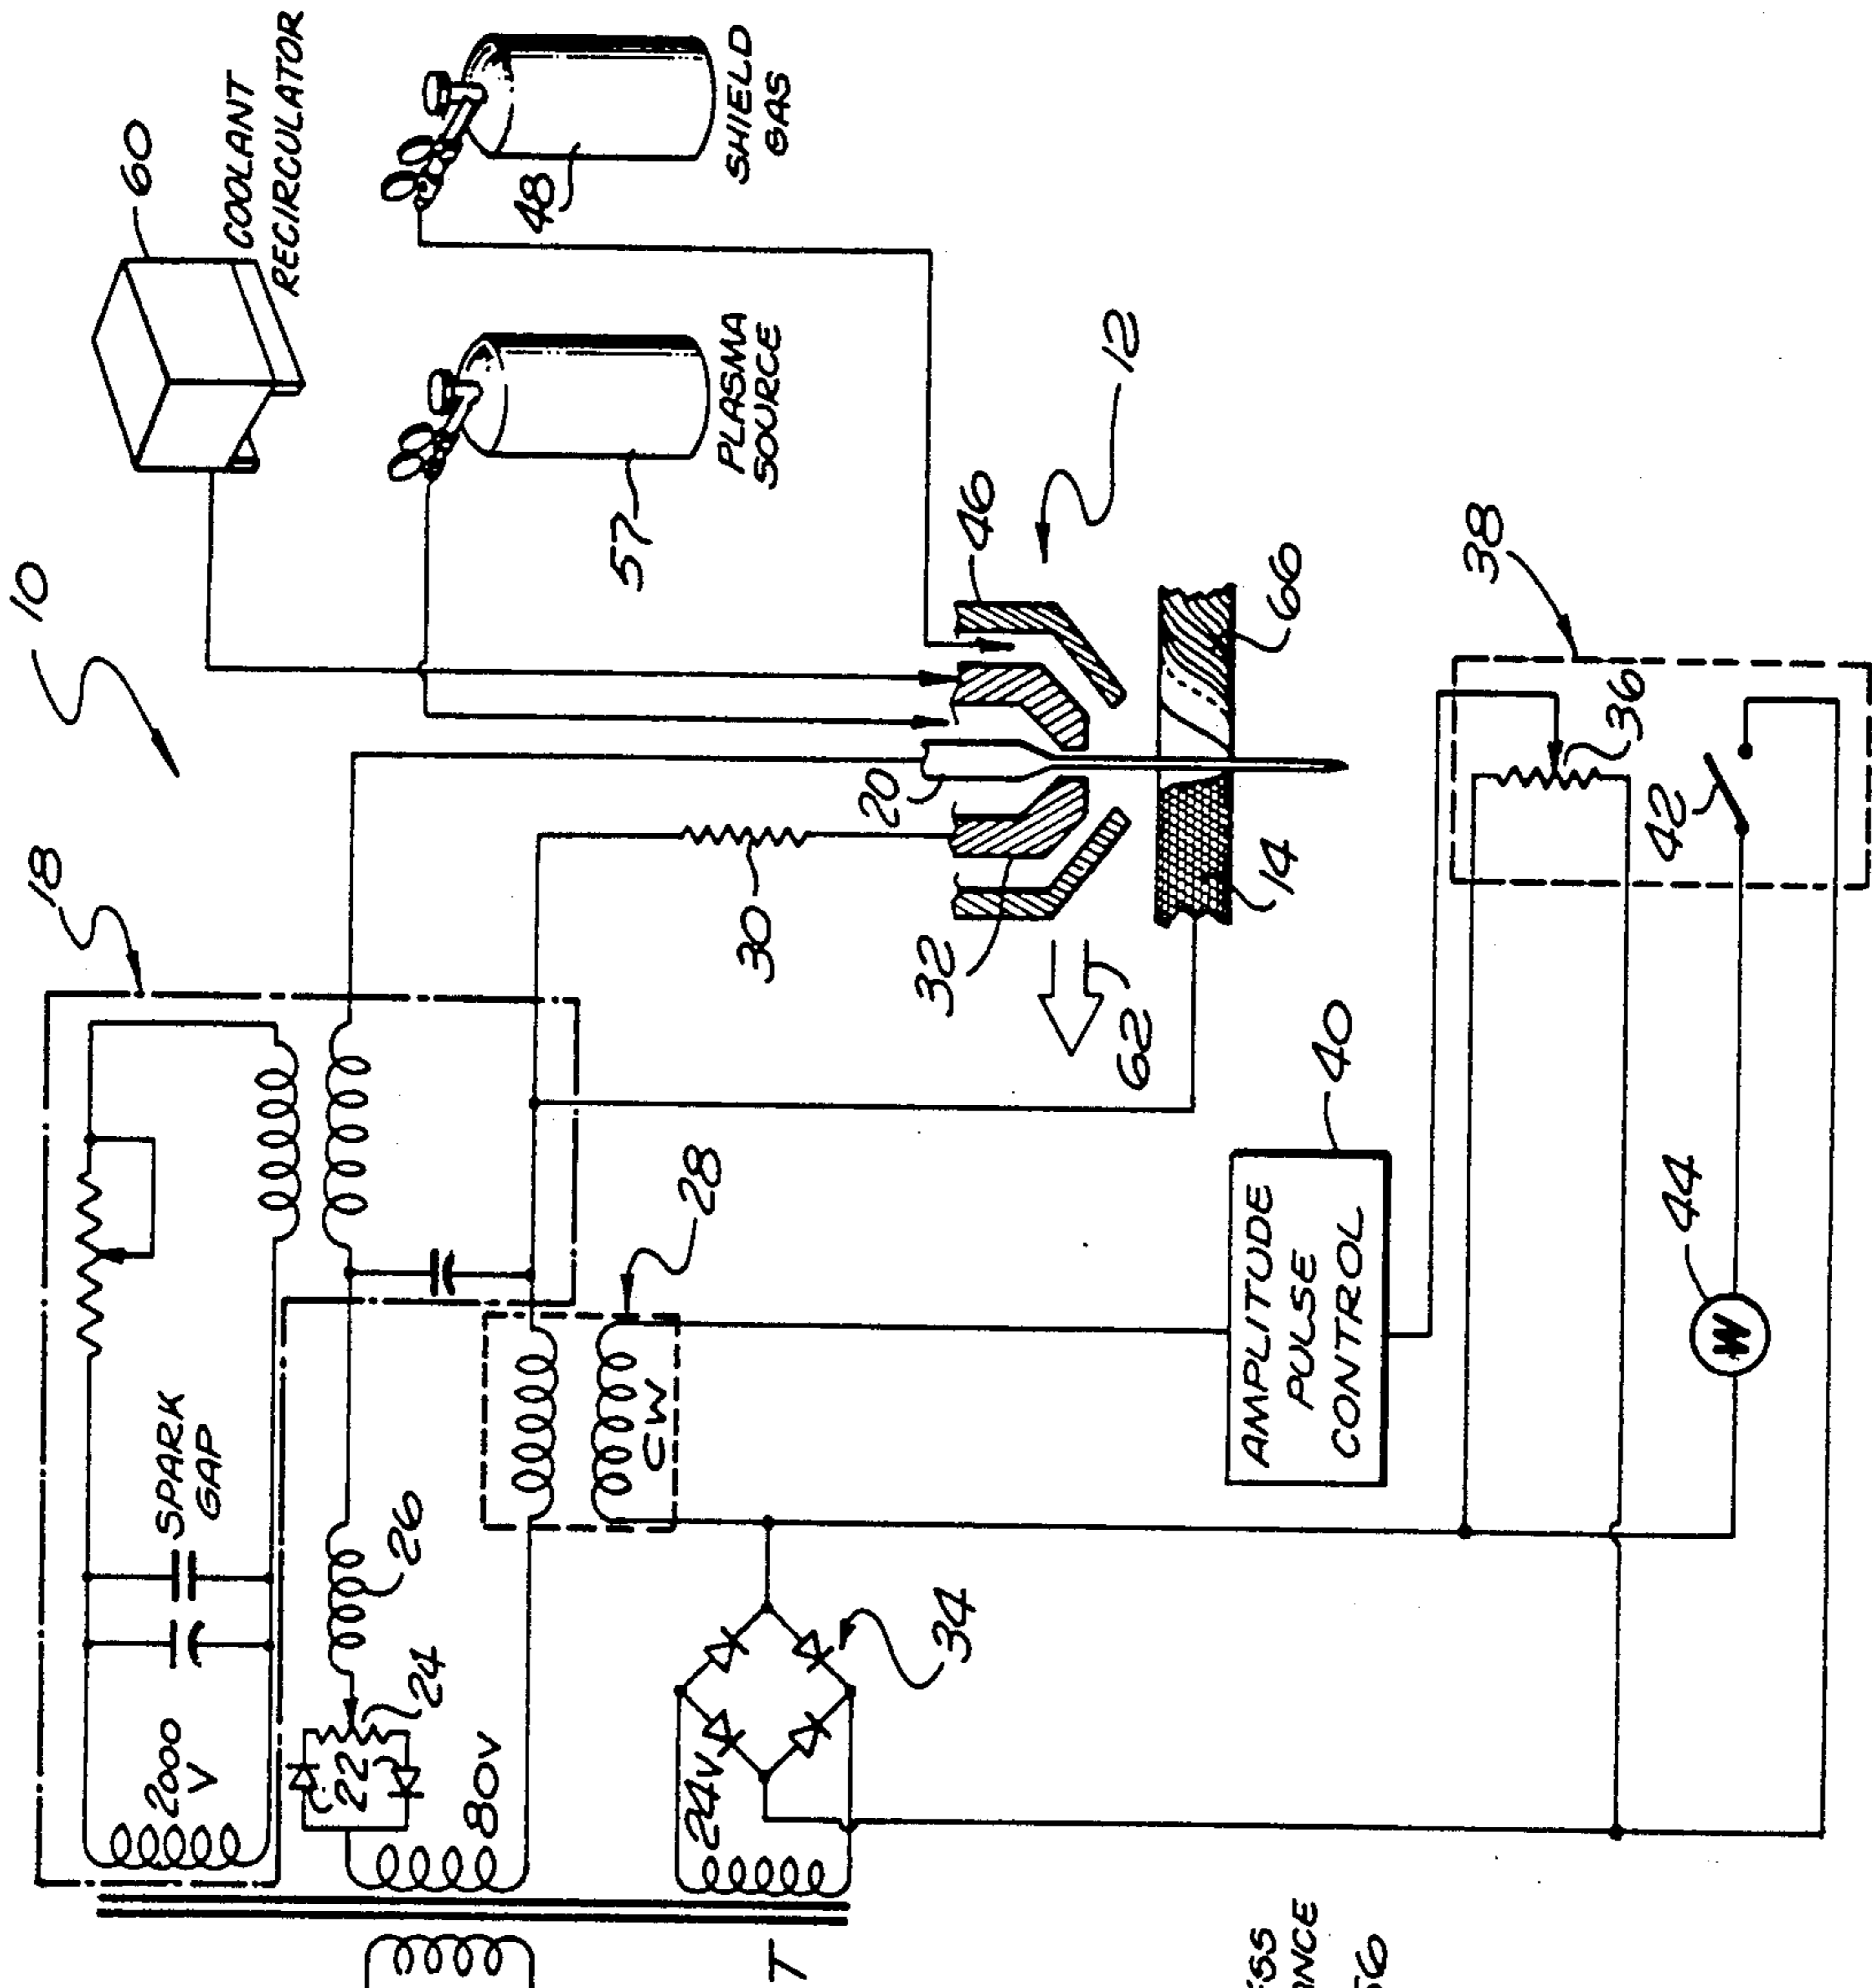 10
60
COOLANT
RECIRCULATOR
18
2000
V
SPARK
GAP
22
24
26
80V
28
CW
24V
34
T
30
57
PLASMA
SOURCE
48
SHIELD
GAS
20
32
46
12
62
14
66
AMPLITUDE
PULSE
CONTROL
40
38
36
42
44
W